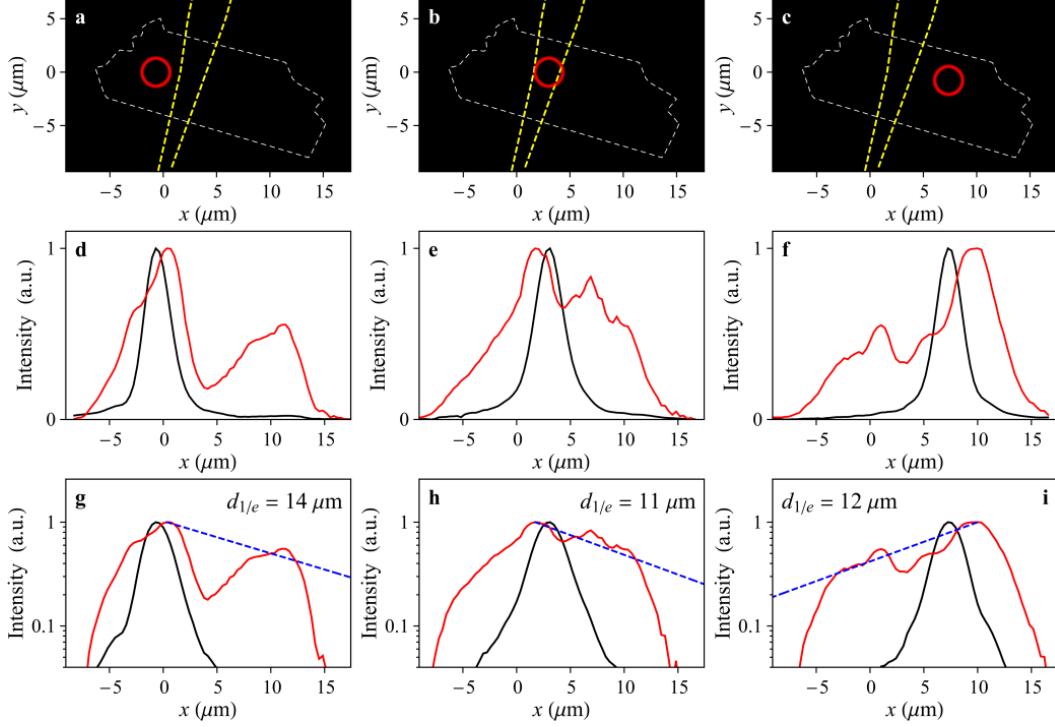 a
b
c
5
0
−5
y (μm)
−5 0 5 10 15
x (μm)
5
0
−5
y (μm)
−5 0 5 10 15
x (μm)
5
0
−5
y (μm)
−5 0 5 10 15
x (μm)
d
e
f
1
0
Intensity (a.u.)
−5 0 5 10 15
x (μm)
1
0
Intensity (a.u.)
−5 0 5 10 15
x (μm)
1
0
Intensity (a.u.)
−5 0 5 10 15
x (μm)
g
d1/e = 14 μm
h
d1/e = 11 μm
d1/e = 12 μm
i
1
0.1
Intensity (a.u.)
−5 0 5 10 15
x (μm)
1
0.1
Intensity (a.u.)
−5 0 5 10 15
x (μm)
1
0.1
Intensity (a.u.)
−5 0 5 10 15
x (μm)